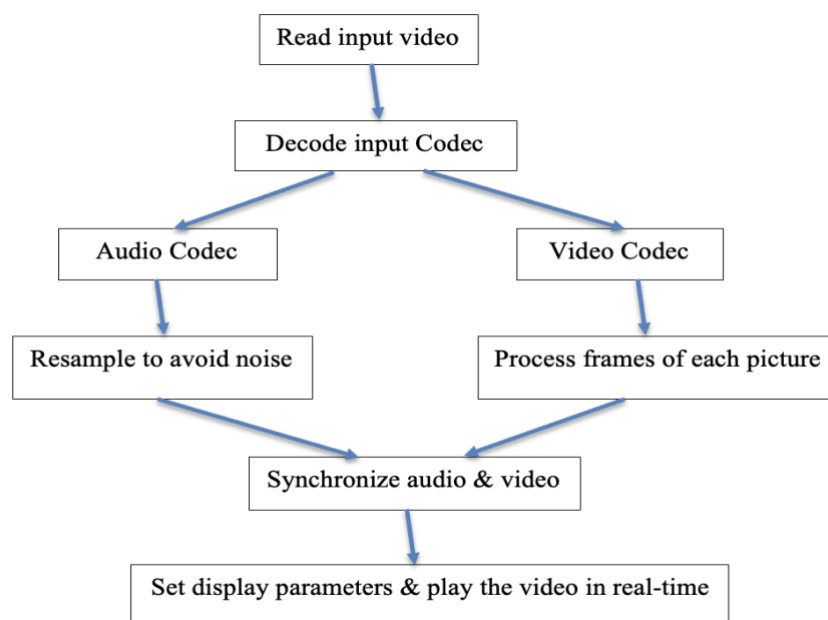 Read input video
Decode input Codec
Audio Codec
Video Codec
Resample to avoid noise
Process frames of each picture
Synchronize audio & video
Set display parameters & play the video in real-time